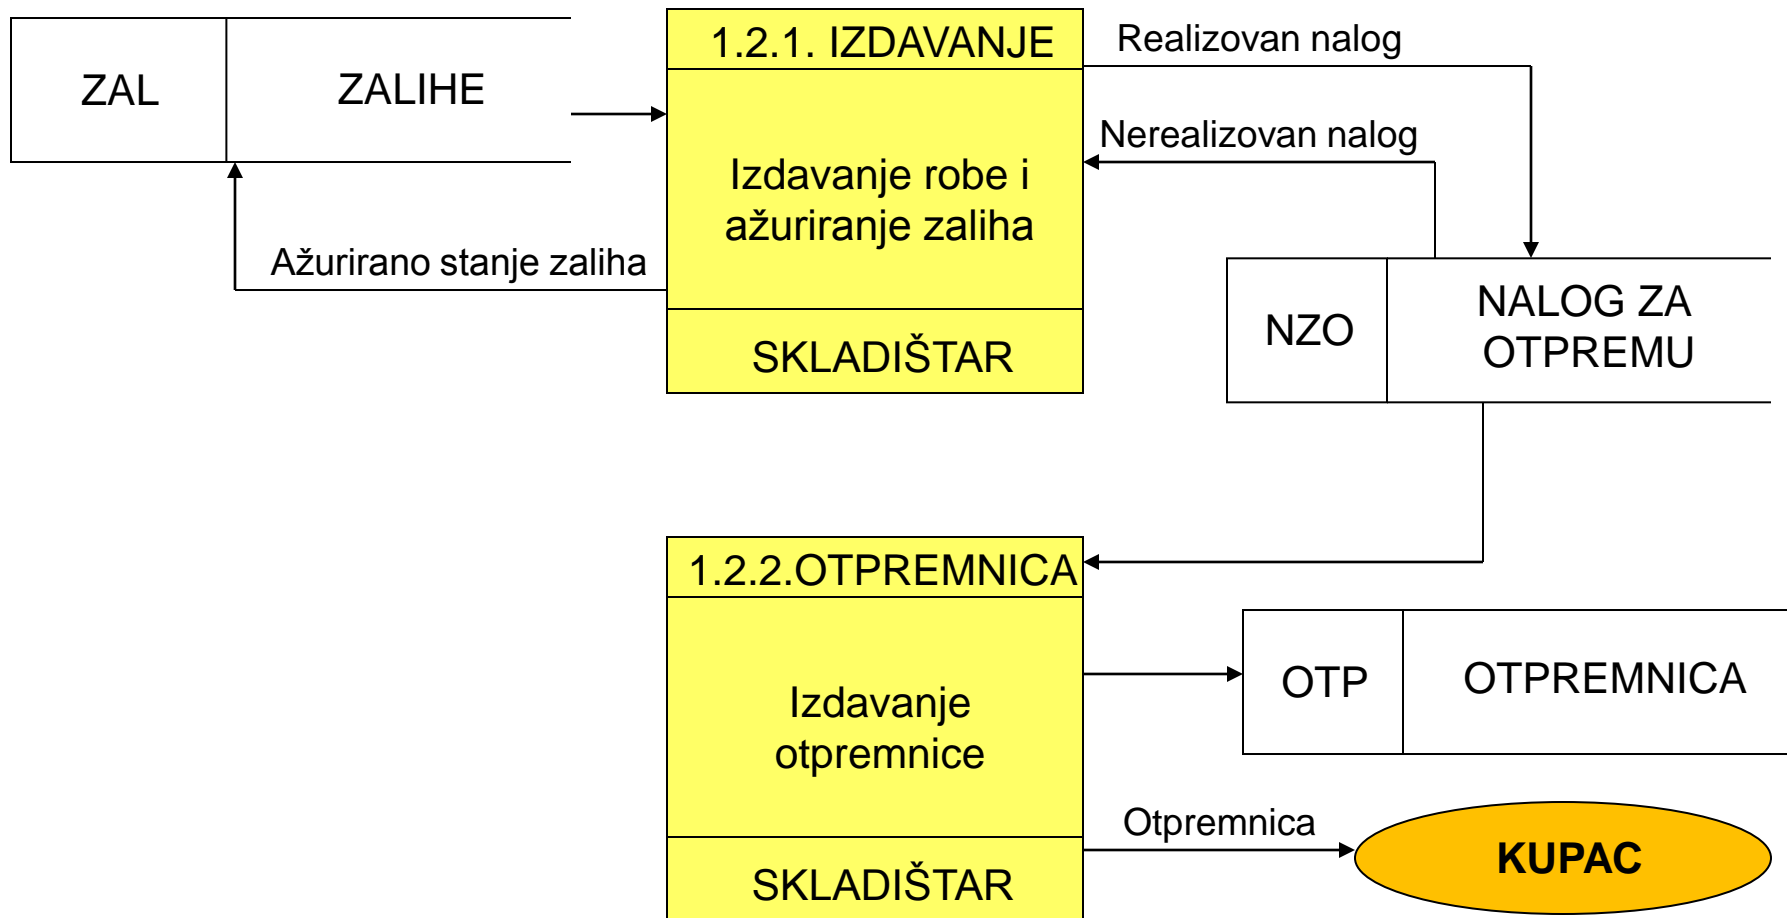 ZAL
ZALIHE
1.2.1. IZDAVANJE
Izdavanje robe i
ažuriranje zaliha
SKLADIŠTAR
Realizovan nalog
Nerealizovan nalog
Ažurirano stanje zaliha
NZO
NALOG ZA
OTPREMU
1.2.2.OTPREMNICA
Izdavanje
otpremnice
SKLADIŠTAR
OTP
OTPREMNICA
Otpremnica
KUPAC